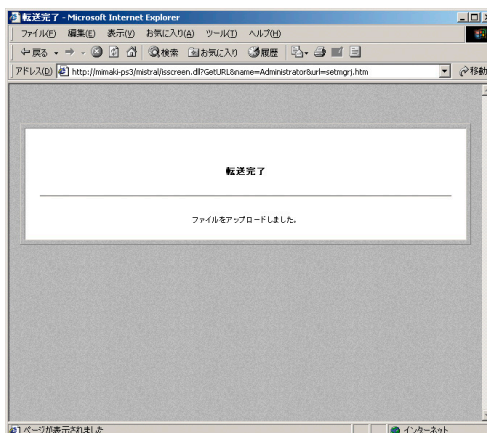 転送完了 - Microsoft Internet Explorer
ファイル(F) 編集(E) 表示(V) お気に入り(A) ツール(T) ヘルプ(H)
戻る 検索 お気に入り 履歴
アドレス(D) http://mimaki-ps3/mistral/isscreen.dll?GetURL&name=Administrator&url=setmgrj.htm 移動
転送完了
ファイルをアップロードしました。
ページが表示されました インターネット